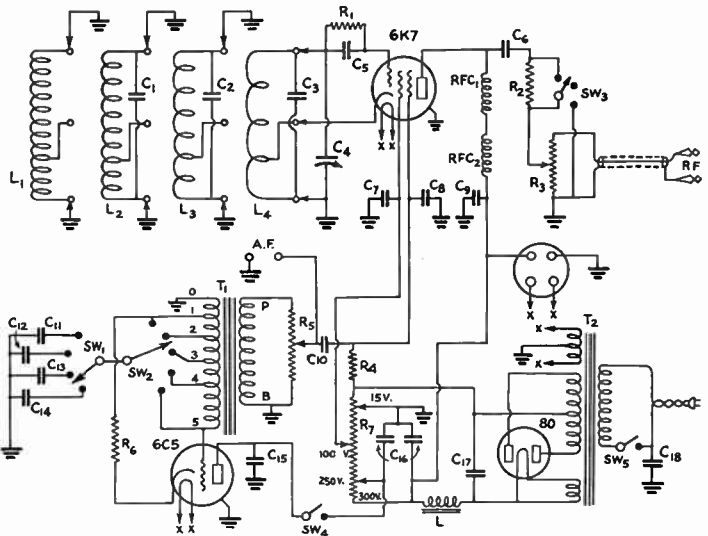 R1
6K7
C6
C5
RFC1
R2
SW3
C1
C2
C3
C4
RFC2
L1
L2
L3
L4
X X
R3
RF
C7
C8
C9
A.F.
T1
0
P
1
C12
C11
2
R5
X X
T2
X
SW1
SW2
3
C10
X
C13
4
R4
C14
B
15V.
80
5
R7
R6
6C5
100 V.
C16
C17
SW5
C15
250V.
C18
300V.
X X
SW4
L